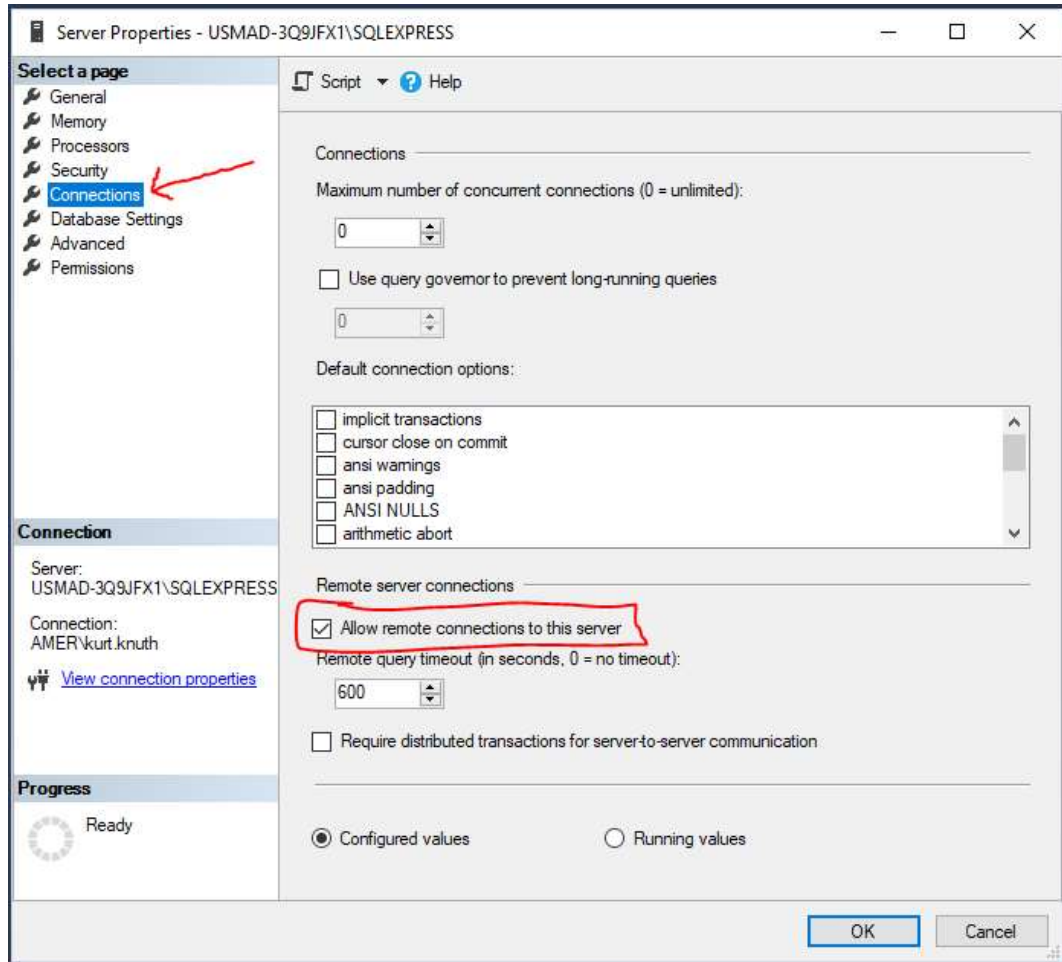 Server Properties - USMAD-3Q9JFX1\SQLEXPRESS
Select a page
General
Memory
Processors
Security
Connections
Database Settings
Advanced
Permissions
Script
Help
Connections
Maximum number of concurrent connections (0 = unlimited):
0
Use query governor to prevent long-running queries
0
Default connection options:
implicit transactions
cursor close on commit
ansi warnings
ansi padding
ANSI NULLS
arithmetic abort
Connection
Server:
USMAD-3Q9JFX1\SQLEXPRESS
Connection:
AMER\kurt.knuth
View connection properties
Remote server connections
Allow remote connections to this server
Remote query timeout (in seconds, 0 = no timeout):
600
Require distributed transactions for server-to-server communication
Progress
Ready
Configured values
Running values
OK
Cancel